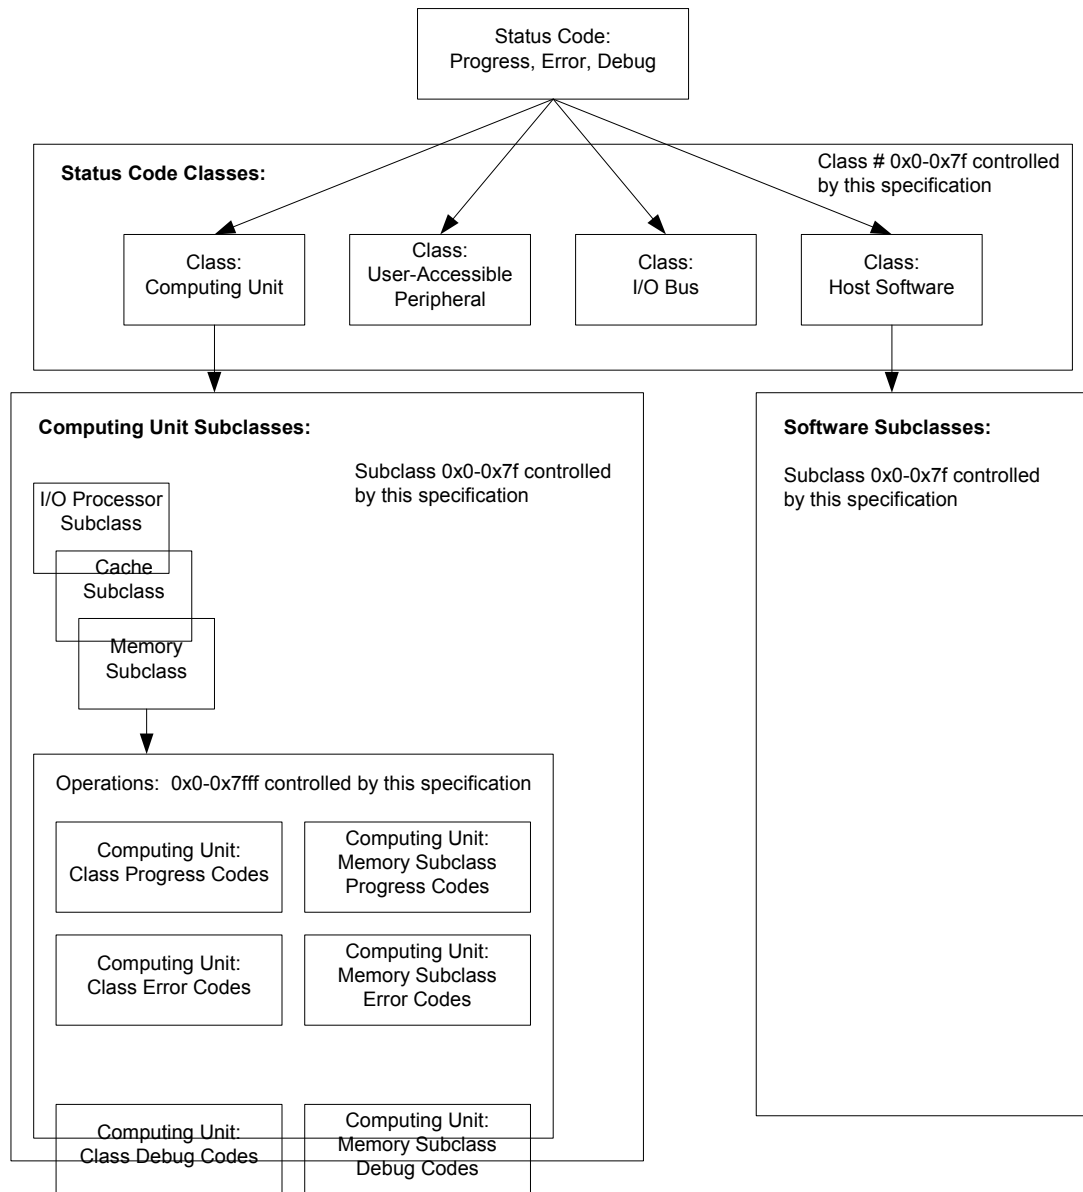 Status Code:
Progress, Error, Debug
Status Code Classes:
Class # 0x0-0x7f controlled
by this specification
Class:
Computing Unit
Class:
User-Accessible
Peripheral
Class:
I/O Bus
Class:
Host Software
Computing Unit Subclasses:
Subclass 0x0-0x7f controlled
by this specification
I/O Processor
Subclass
Cache
Subclass
Memory
Subclass
Operations:  0x0-0x7fff controlled by this specification
Computing Unit:
Class Progress Codes
Computing Unit:
Memory Subclass
Progress Codes
Computing Unit:
Class Error Codes
Computing Unit:
Memory Subclass
Error Codes
Computing Unit:
Class Debug Codes
Computing Unit:
Memory Subclass
Debug Codes
Software Subclasses:
Subclass 0x0-0x7f controlled
by this specification